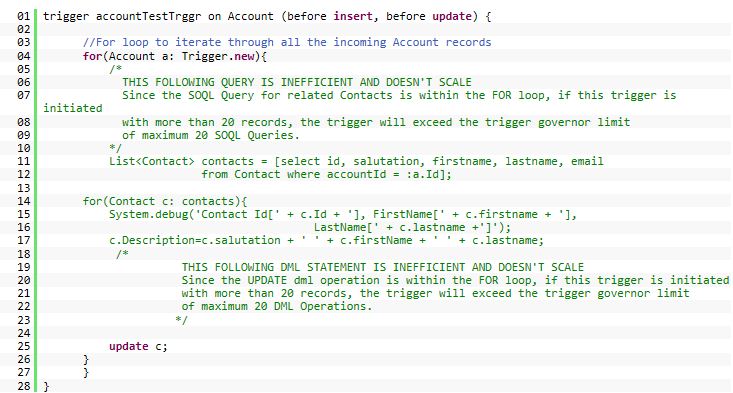 01 trigger accountTestTrggr on Account (before insert, before update) {
02
03 //For loop to iterate through all the incoming Account records
04 for(Account a: Trigger.new){
05 /*
06 THIS FOLLOWING QUERY IS INEFFICIENT AND DOESN'T SCALE
07 Since the SOQL Query for related Contacts is within the FOR loop, if this trigger is
initiated
08 with more than 20 records, the trigger will exceed the trigger governor limit
09 of maximum 20 SOQL Queries.
10 */
11 List<Contact> contacts = [select id, salutation, firstname, lastname, email
12 from Contact where accountId = :a.Id];
13
14 for(Contact c: contacts){
15 System.debug('Contact Id[' + c.Id + '], FirstName[' + c.firstname + '],
16 LastName[' + c.lastname +']');
17 c.Description=c.salutation + ' ' + c.firstName + ' ' + c.lastname;
18 /*
19 THIS FOLLOWING DML STATEMENT IS INEFFICIENT AND DOESN'T SCALE
20 Since the UPDATE dml operation is within the FOR loop, if this trigger is initiated
21 with more than 20 records, the trigger will exceed the trigger governor limit
22 of maximum 20 DML Operations.
23 */
24
25 update c;
26 }
27 }
28 }